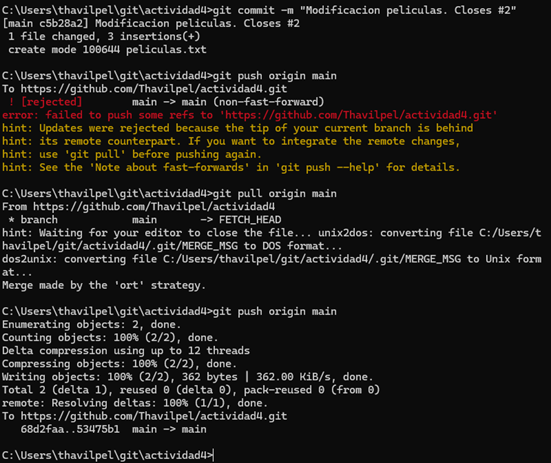 C:\Users\thavilpel\git\actividad4>git commit -m "Modificacion peliculas. Closes #2"
[main c5b28a2] Modificacion peliculas. Closes #2
 1 file changed, 3 insertions(+)
 create mode 100644 peliculas.txt

C:\Users\thavilpel\git\actividad4>git push origin main
To https://github.com/Thavilpel/actividad4.git
 ! [rejected]        main -> main (non-fast-forward)
error: failed to push some refs to 'https://github.com/Thavilpel/actividad4.git'
hint: Updates were rejected because the tip of your current branch is behind
hint: its remote counterpart. If you want to integrate the remote changes,
hint: use 'git pull' before pushing again.
hint: See the 'Note about fast-forwards' in 'git push --help' for details.

C:\Users\thavilpel\git\actividad4>git pull origin main
From https://github.com/Thavilpel/actividad4
 * branch            main       -> FETCH_HEAD
hint: Waiting for your editor to close the file... unix2dos: converting file C:/Users/t
havilpel/git/actividad4/.git/MERGE_MSG to DOS format...
dos2unix: converting file C:/Users/thavilpel/git/actividad4/.git/MERGE_MSG to Unix form
at...
Merge made by the 'ort' strategy.

C:\Users\thavilpel\git\actividad4>git push origin main
Enumerating objects: 2, done.
Counting objects: 100% (2/2), done.
Delta compression using up to 12 threads
Compressing objects: 100% (2/2), done.
Writing objects: 100% (2/2), 362 bytes | 362.00 KiB/s, done.
Total 2 (delta 1), reused 0 (delta 0), pack-reused 0 (from 0)
remote: Resolving deltas: 100% (1/1), done.
To https://github.com/Thavilpel/actividad4.git
   68d2faa..53475b1  main -> main

C:\Users\thavilpel\git\actividad4>